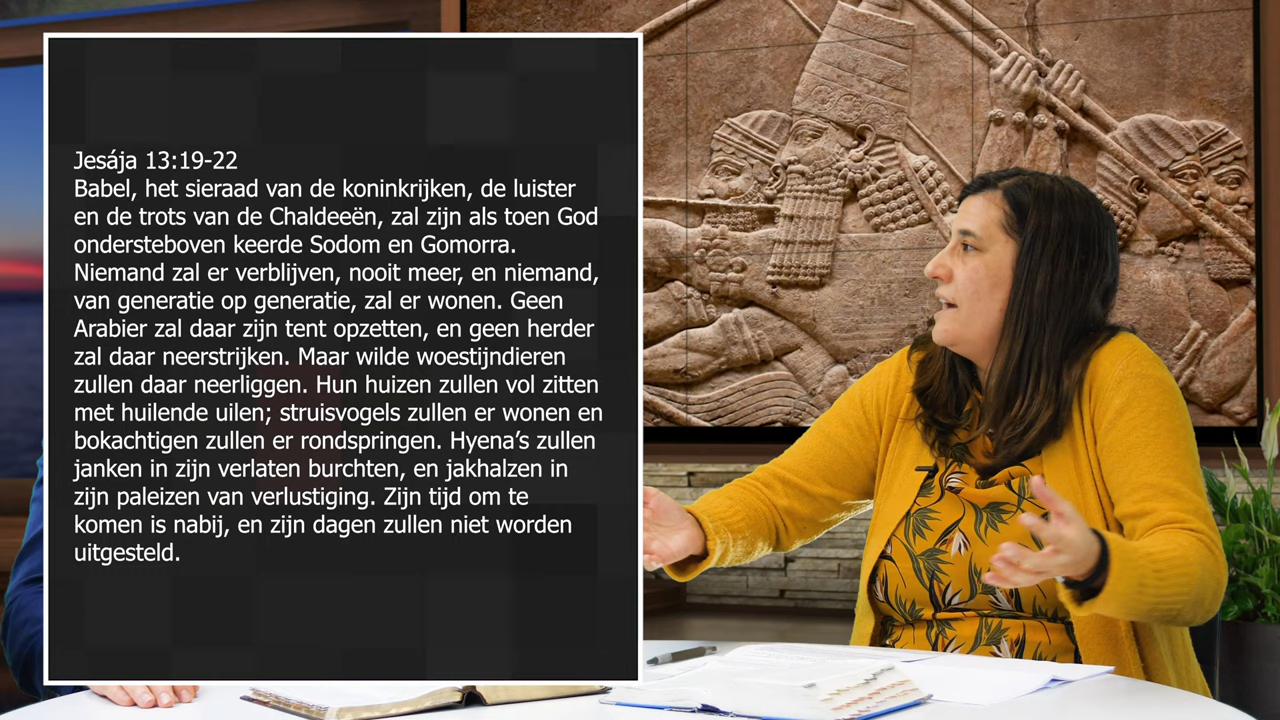 Jesája 13:19-22
Babel, het sieraad van de koninkrijken, de luister
en de trots van de Chaldeeën, zal zijn als toen God
ondersteboven keerde Sodom en Gomorra.
Niemand zal er verblijven, nooit meer, en niemand,
van generatie op generatie, zal er wonen. Geen
Arabier zal daar zijn tent opzetten, en geen herder
zal daar neerstrijken. Maar wilde woestijndieren
zullen daar neerliggen. Hun huizen zullen vol zitten
met huilende uilen; struisvogels zullen er wonen en
bokachtigen zullen er rondspringen. Hyena’s zullen
janken in zijn verlaten burchten, en jakhalzen in
zijn paleizen van verlustiging. Zijn tijd om te
komen is nabij, en zijn dagen zullen niet worden
uitgesteld.